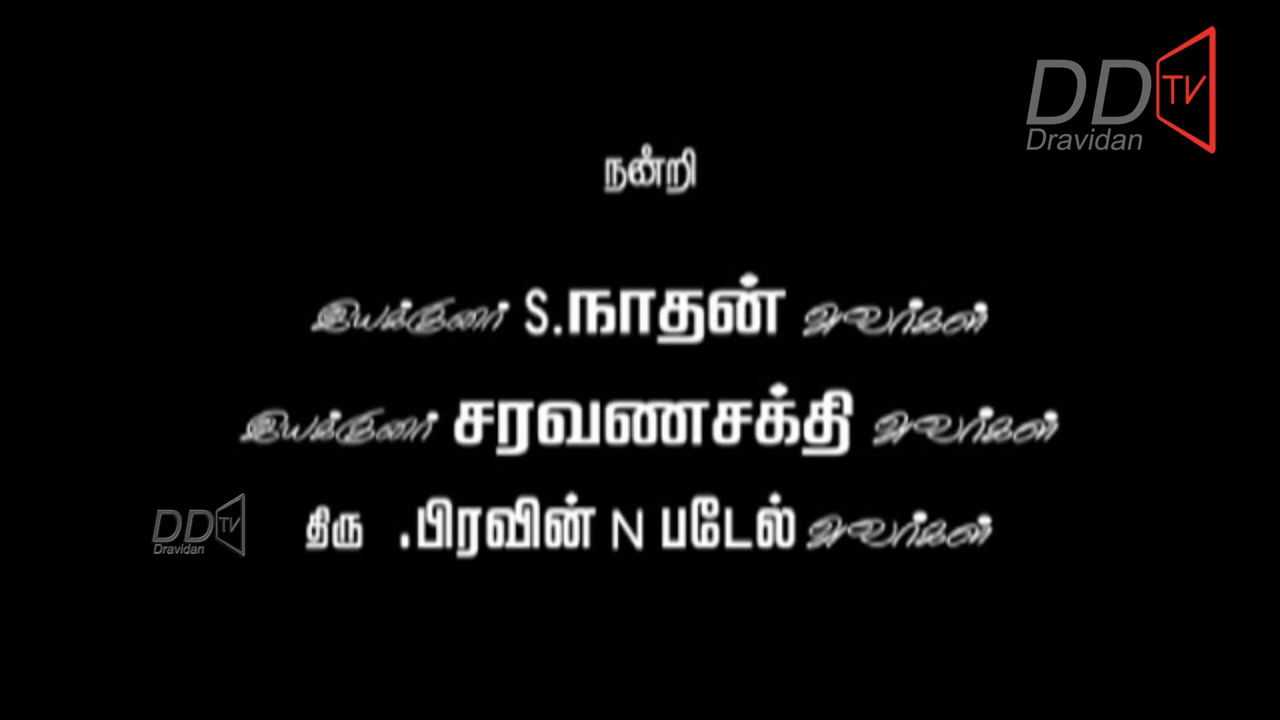 DD TV
Dravidan
நன்றி
இயக்குனர் S.நாதன் அவர்கள்
இயக்குனர் சரவணசக்தி அவர்கள்
திரு .பிரவின் N படேல் அவர்கள்
DD TV
Dravidan